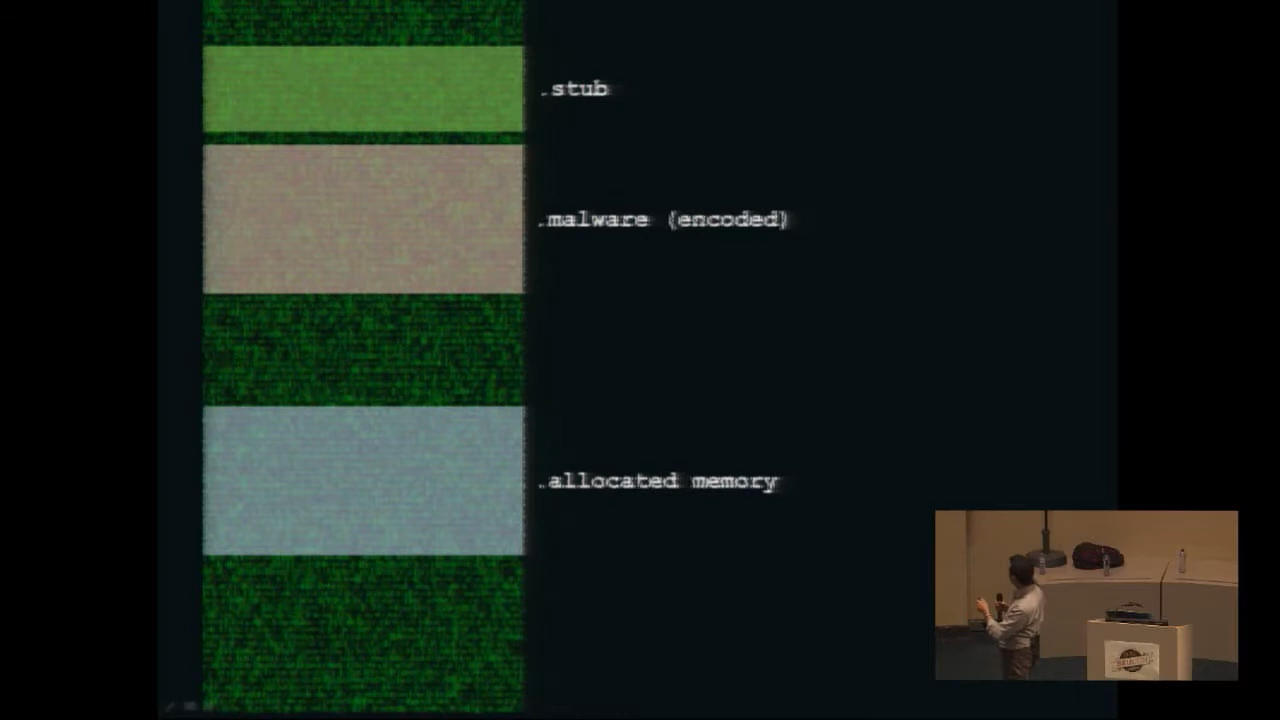 .stub
.malware (encoded)
.allocated memory